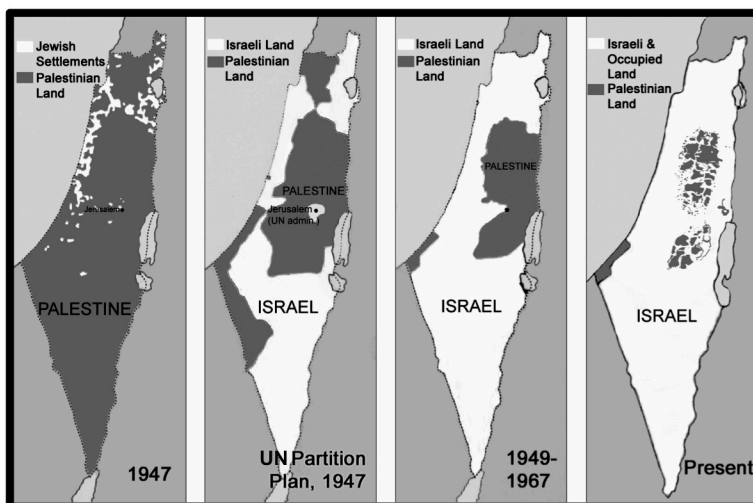 Jewish
Settlements
Palestinian
Land
Jerusalem
PALESTINE
1947
Israeli Land
Palestinian
Land
PALESTINE
Jerusalem
(UN admin.)
ISRAEL
UN Partition
Plan, 1947
Israeli Land
Palestinian
Land
PALESTINE
ISRAEL
1949-
1967
Israeli &
Occupied
Land
Palestinian
Land
ISRAEL
Present